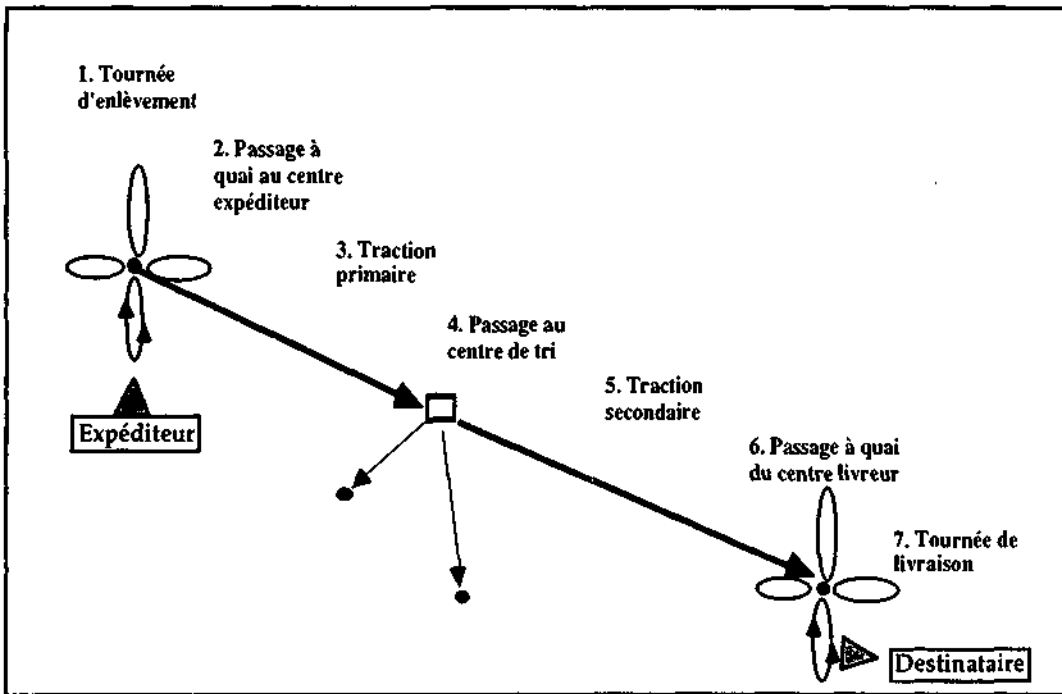 1. Tournée
d'enlèvement
2. Passage à
quai au centre
expéditeur
3. Traction
primaire
4. Passage au
centre de tri
5. Traction
secondaire
6. Passage à quai
du centre livreur
7. Tournée de
livraison
Expéditeur
Destinataire